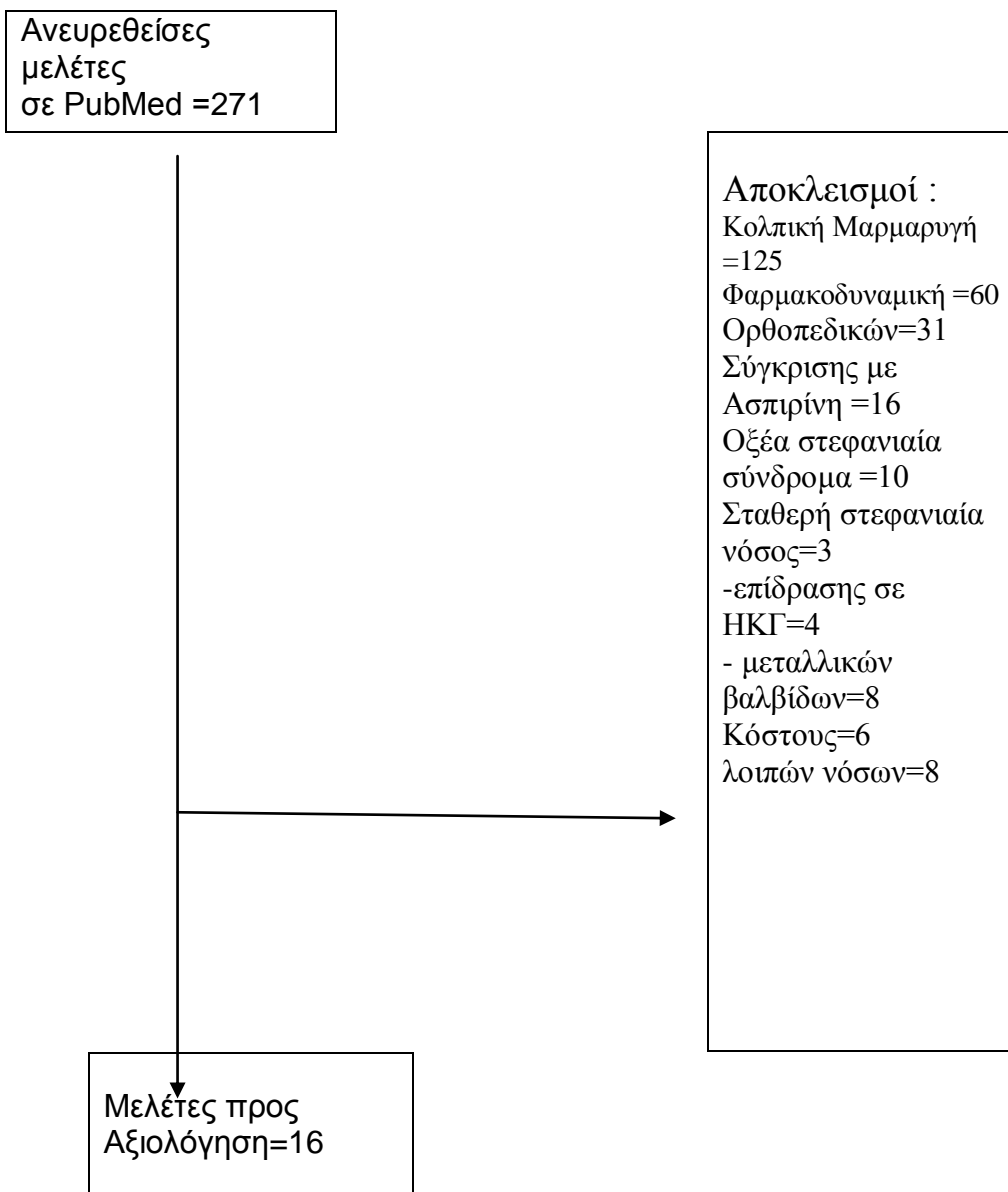 Ανευρεθείσες
μελέτες
σε PubMed =271
Αποκλεισμοί :
Κολπική Μαρμαρυγή
=125
Φαρμακοδυναμική =60
Ορθοπεδικών=31
Σύγκρισης με
Ασπιρίνη =16
Οξέα στεφανιαία
σύνδρομα =10
Σταθερή στεφανιαία
νόσος=3
-επίδρασης σε
ΗΚΓ=4
- μεταλλικών
βαλβίδων=8
Κόστους=6
λοιπών νόσων=8
Μελέτες προς
Αξιολόγηση=16